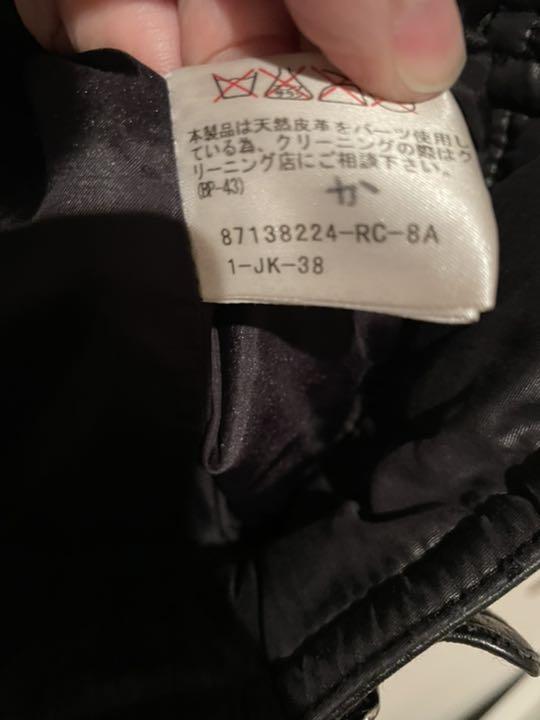 本製品は天然皮革をパーツ使用し
ている為、クリーニングの際はク
リーニング店にご相談下さい。
(BP-43)
か
87138224-RC-8A
1-JK-38